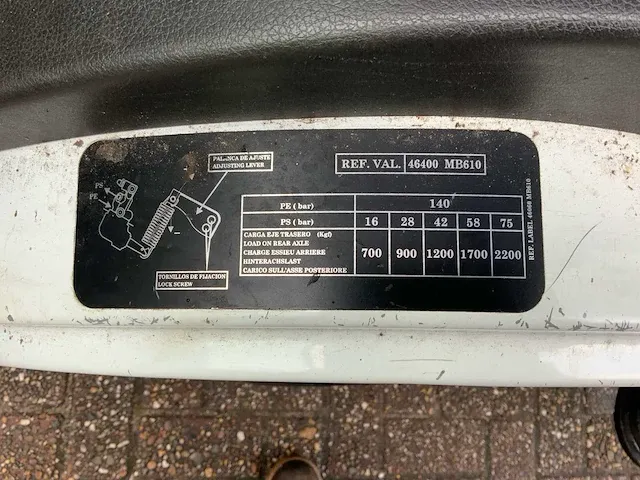 PALANCA DE AJUSTE
ADJUSTING LEVER
REF. VAL. 46400 MB610
PS
PE
PE ( bar) 140
PS ( bar) 16 28 42 58 75
CARGA EJE TRASERO (Kgf)
LOAD ON REAR AXLE
CHARGE ESSIEU ARRIERE
HINTERACHSLAST
CARICO SULL'ASSE POSTERIORE
700 900 1200 1700 2200
TORNILLOS DE FIJACION
LOCK SCREW
REF. LABEL. 46060 MB610